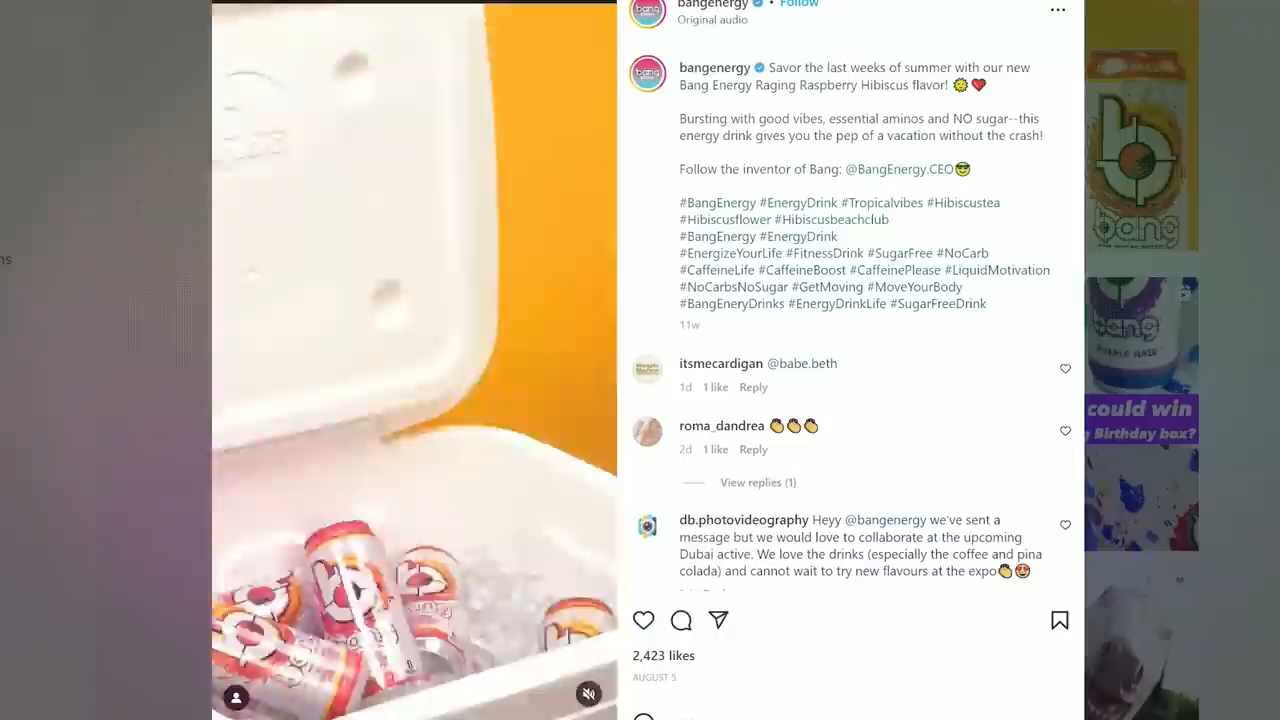 bangenergy • Follow
Original audio
bangenergy Savor the last weeks of summer with our new
Bang Energy Raging Raspberry Hibiscus flavor! 🌞❤️
Bursting with good vibes, essential aminos and NO sugar--this
energy drink gives you the pep of a vacation without the crash!
Follow the inventor of Bang: @BangEnergy.CEO😎
#BangEnergy #EnergyDrink #Tropicalvibes #Hibiscustea
#Hibiscusflower #Hibiscusbeachclub
#BangEnergy #EnergyDrink
#EnergizeYourLife #FitnessDrink #SugarFree #NoCarb
#CaffeineLife #CaffeineBoost #CaffeinePlease #LiquidMotivation
#NoCarbsNoSugar #GetMoving #MoveYourBody
#BangEneryDrinks #EnergyDrinkLife #SugarFreeDrink
11w
itsmecardigan @babe.beth
1d 1 like Reply
roma_dandrea 👏👏👏
2d 1 like Reply
View replies (1)
db.photovideography Heyy @bangenergy we've sent a
message but we would love to collaborate at the upcoming
Dubai active. We love the drinks (especially the coffee and pina
colada) and cannot wait to try new flavours at the expo👏😍
2,423 likes
AUGUST 5
bang
bang
bang
bang
could win
Birthday box?